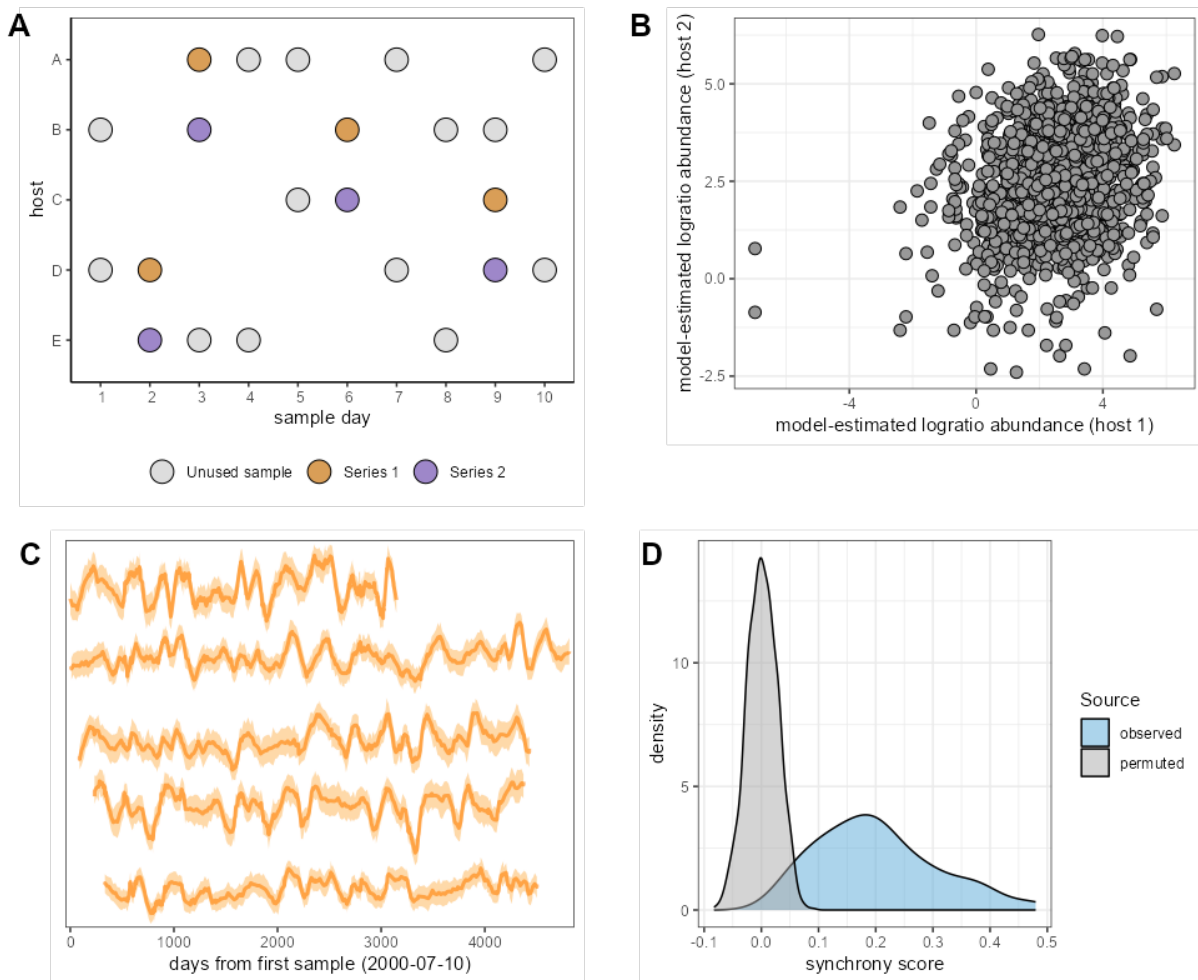 A
A
B
C
D
E
host
1 2 3 4 5 6 7 8 9 10
sample day
Unused sample Series 1 Series 2
B
model-estimated logratio abundance (host 2)
5.0
2.5
0.0
-2.5
-4 0 4
model-estimated logratio abundance (host 1)
C
0 1000 2000 3000 4000
days from first sample (2000-07-10)
D
density
10
5
0
-0.1 0.0 0.1 0.2 0.3 0.4 0.5
synchrony score
Source
observed
permuted